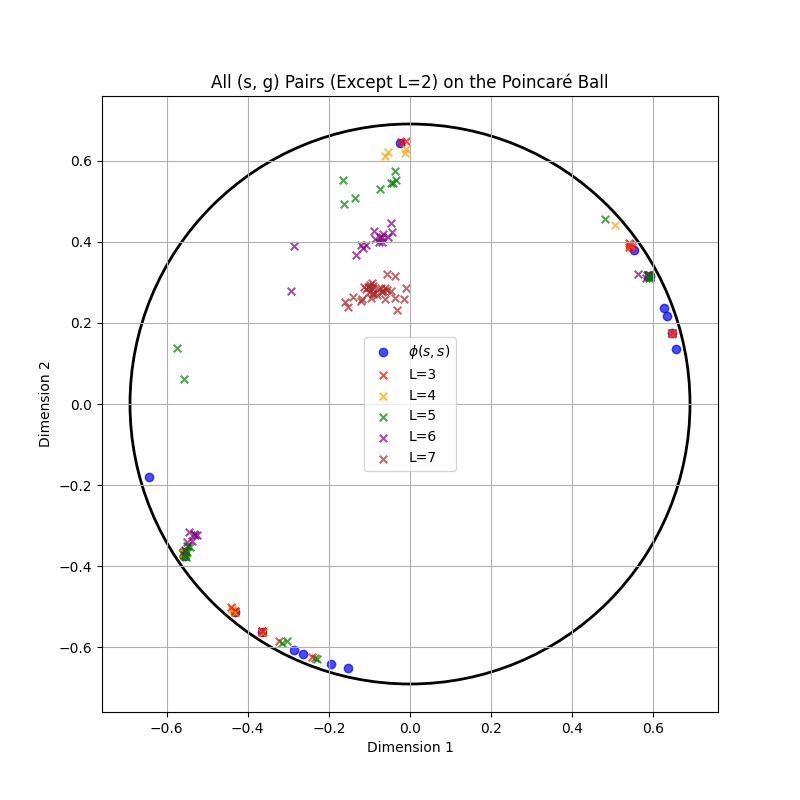 All (s, g) Pairs (Except L=2) on the Poincaré Ball
Dimension 2
0.6
0.4
0.2
0.0
−0.2
−0.4
−0.6
ϕ(s, s)
L=3
L=4
L=5
L=6
L=7
−0.6 −0.4 −0.2 0.0 0.2 0.4 0.6
Dimension 1